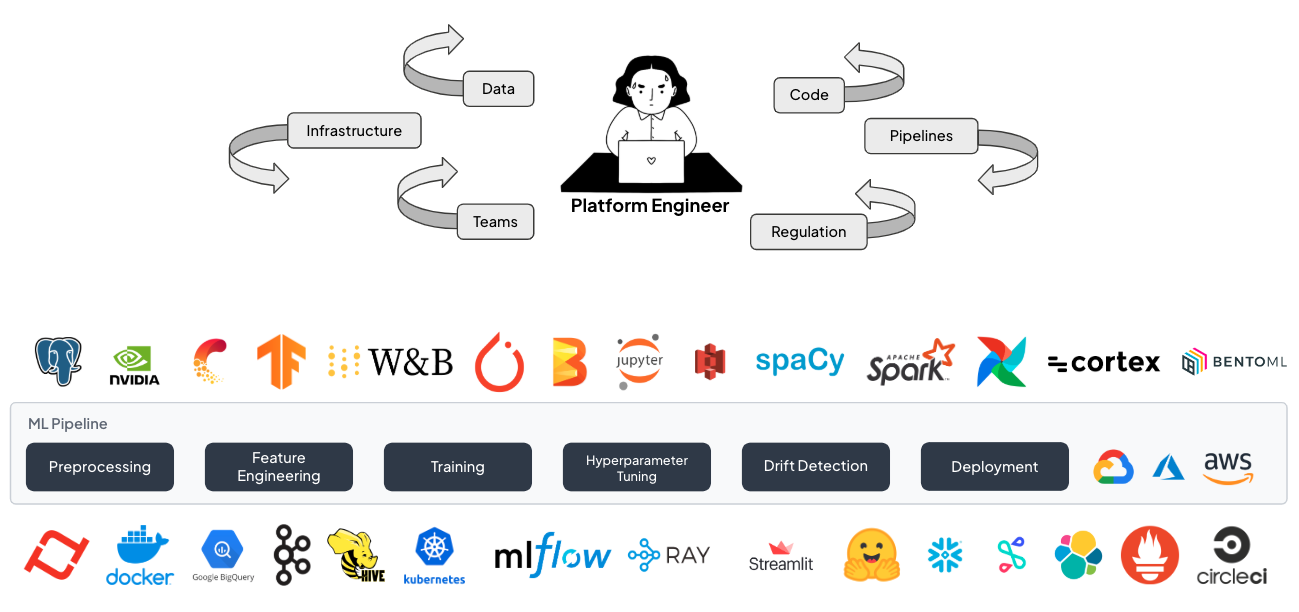 Data
Code
Infrastructure
Pipelines
Teams
Regulation
Platform Engineer
NVIDIA
W&B
jupyter
spaCy
APACHE
Spark
cortex
BENTOML
ML Pipeline
Preprocessing
Feature
Engineering
Training
Hyperparameter
Tuning
Drift Detection
Deployment
aws
docker
Google BigQuery
HIVE
kubernetes
mlflow
RAY
Streamlit
circleci